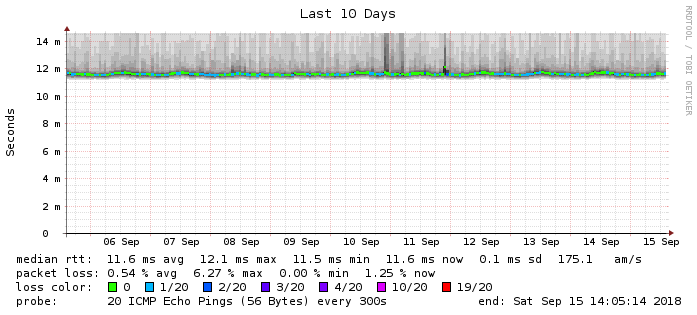 Last 10 Days
RRDTOOL / TOBI OETIKER
Seconds
14 m
12 m
10 m
8 m
6 m
4 m
2 m
0
06 Sep 07 Sep 08 Sep 09 Sep 10 Sep 11 Sep 12 Sep 13 Sep 14 Sep 15 Sep
median rtt: 11.6 ms avg 12.1 ms max 11.5 ms min 11.6 ms now 0.1 ms sd 175.1 am/s
packet loss: 0.54 % avg 6.27 % max 0.00 % min 1.25 % now
loss color: 0 1/20 2/20 3/20 4/20 10/20 19/20
probe: 20 ICMP Echo Pings (56 Bytes) every 300s end: Sat Sep 15 14:05:14 2018